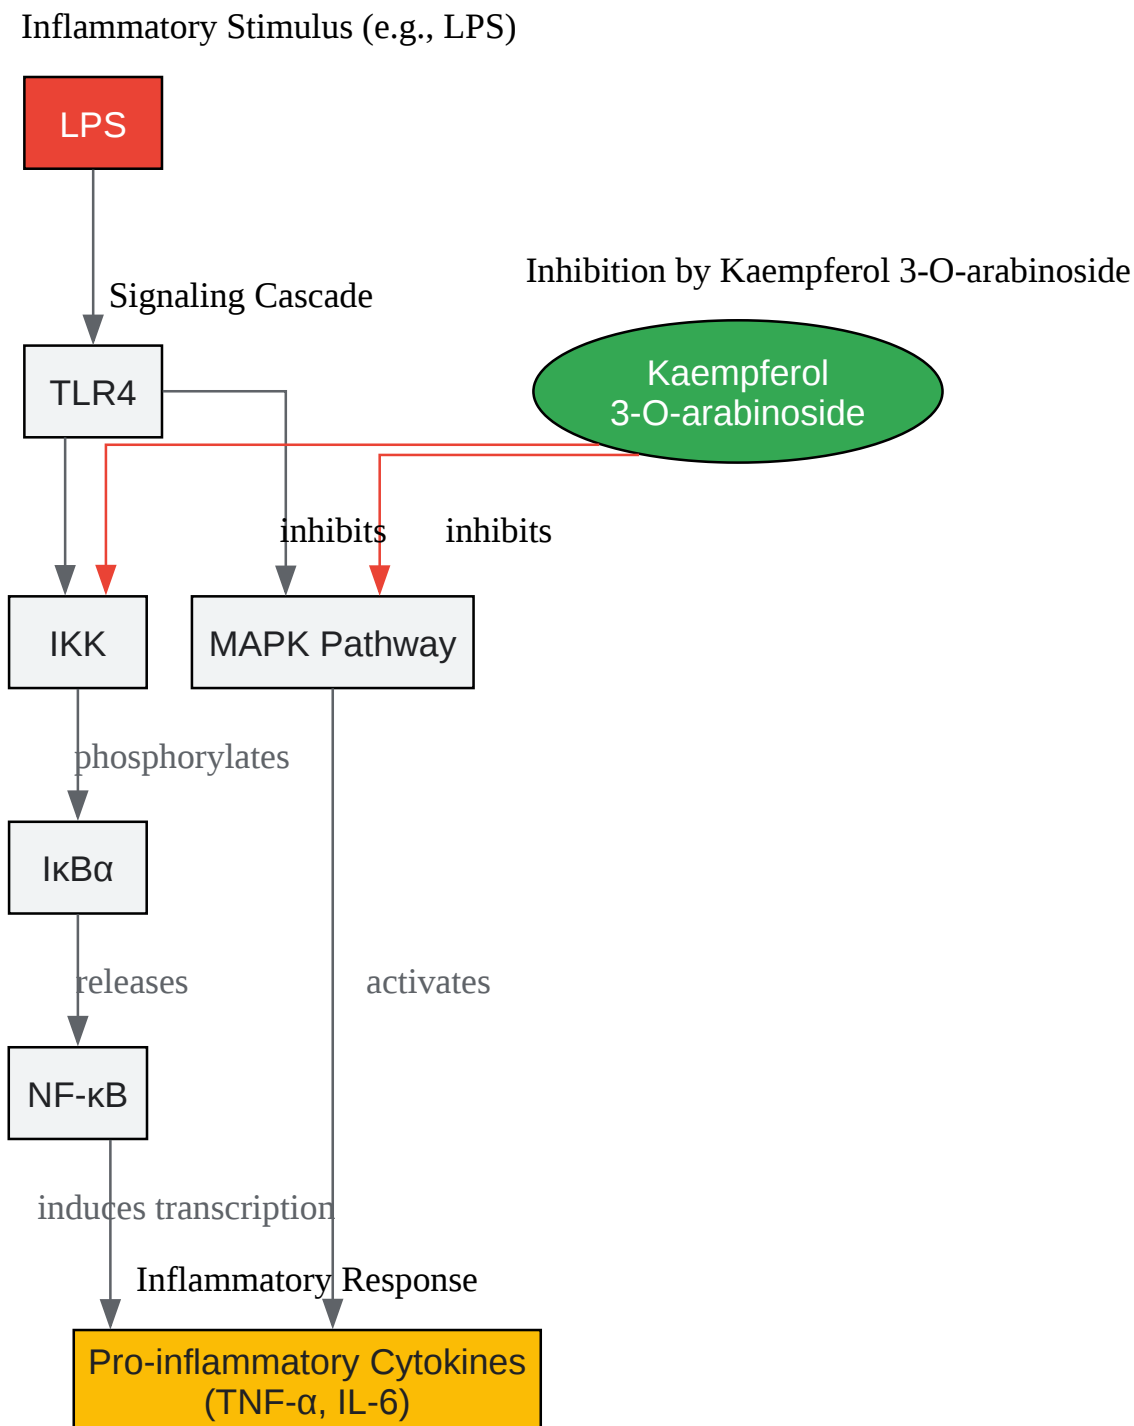 Inflammatory Stimulus (e.g., LPS)
LPS
Signaling Cascade
Inhibition by Kaempferol 3-O-arabinoside
TLR4
Kaempferol
3-O-arabinoside
inhibits
inhibits
IKK
MAPK Pathway
phosphorylates
IκBα
releases
activates
NF-κB
induces transcription
Inflammatory Response
Pro-inflammatory Cytokines
(TNF-α, IL-6)